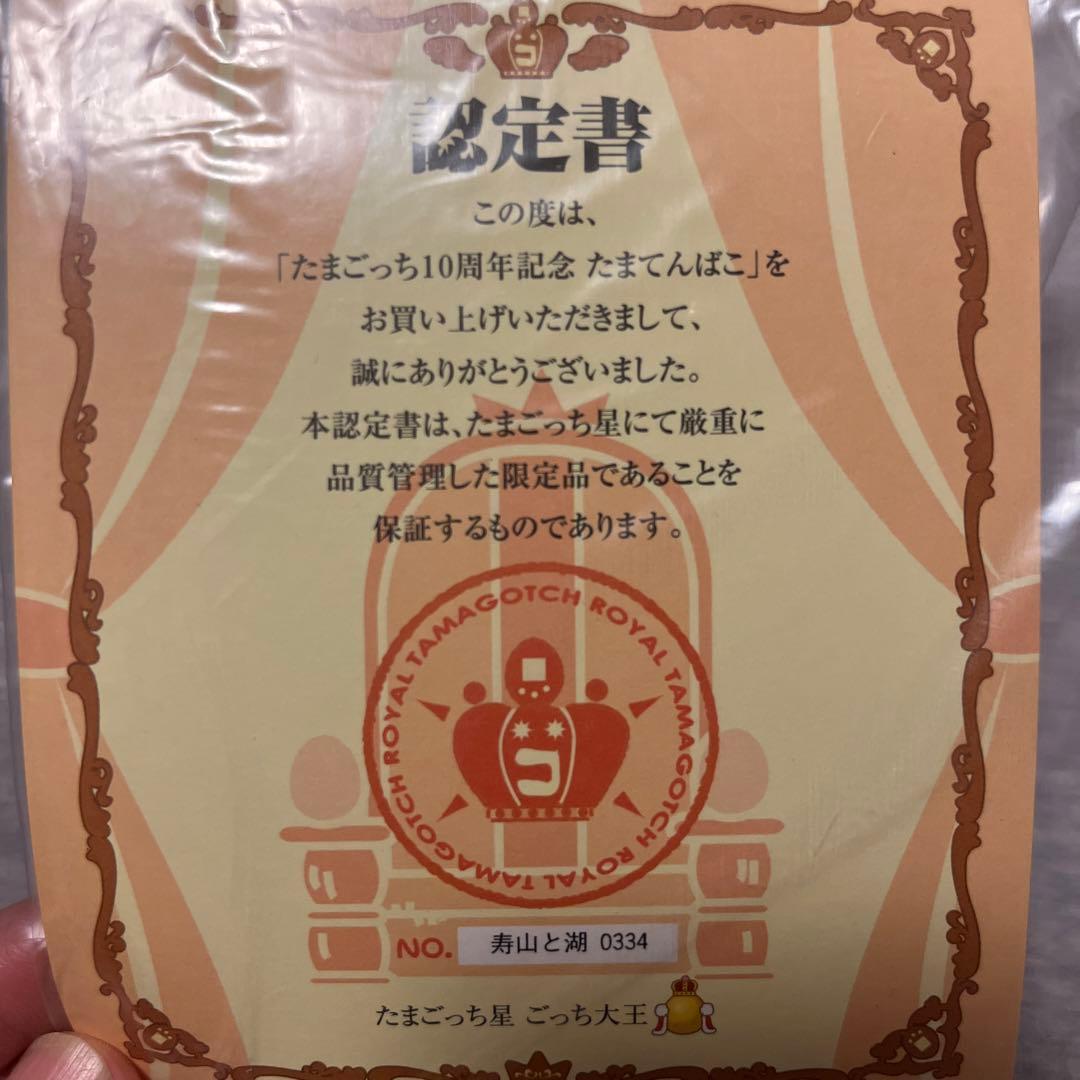 コ
認定書
この度は、
「たまごっち10周年記念 たまてんばこ」を
お買い上げいただきまして、
誠にありがとうございました。
本認定書は、たまごっち星にて厳重に
品質管理した限定品であることを
保証するものであります。
ROYAL TAMAGOTCH ROYAL TAMAGOTCH ROYAL TAMAGOTCH
コ
NO. 寿山と湖 0334
たまごっち星 ごっち大王